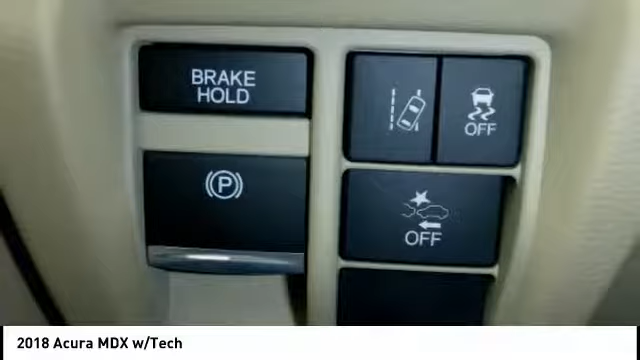 BRAKE
HOLD
P
OFF
OFF
2018 Acura MDX w/Tech